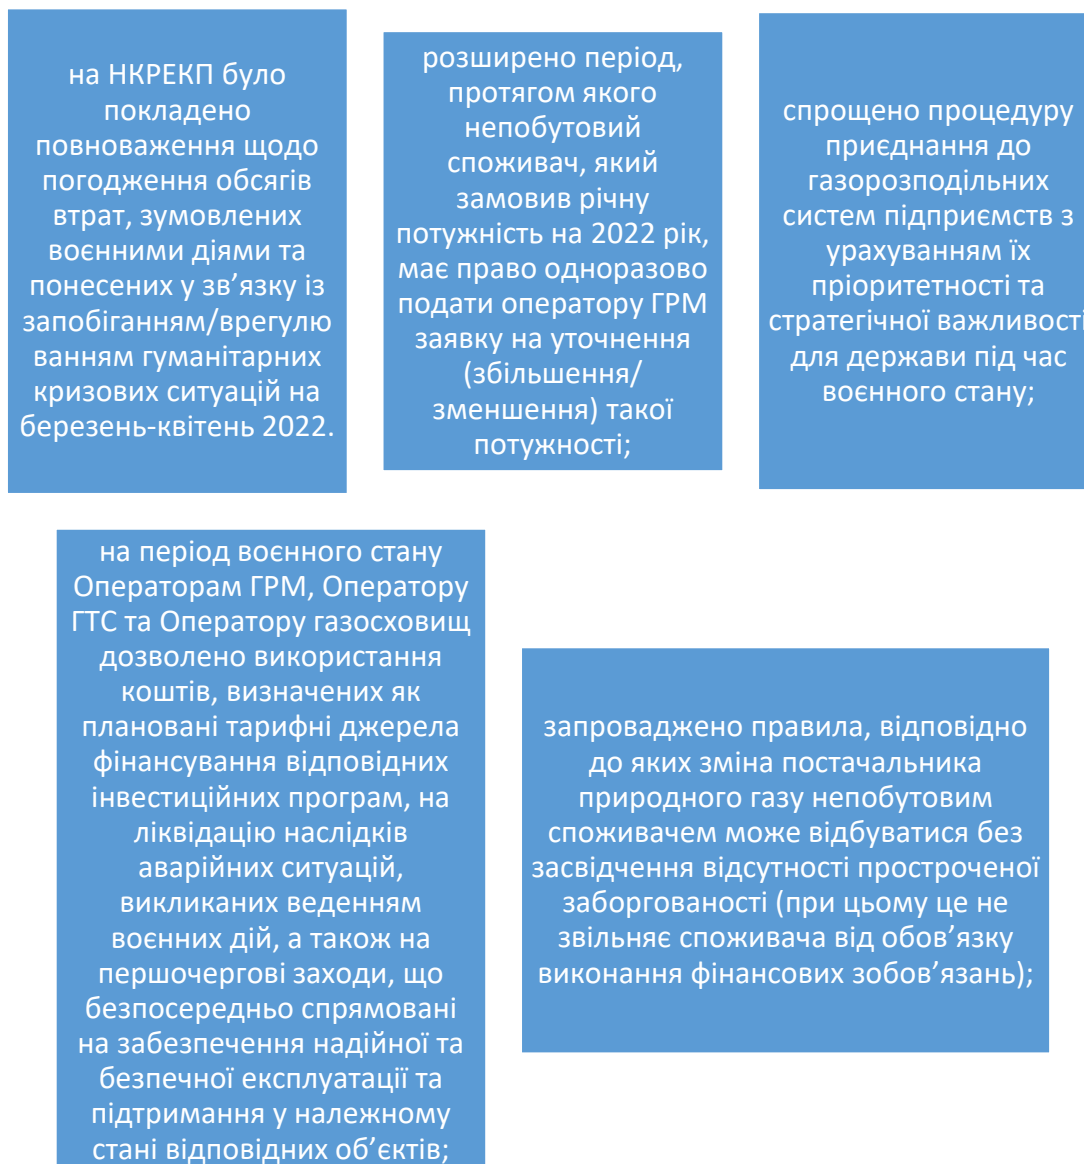 на НКРЕКП було
покладено
повноваження щодо
погодження обсягів
втрат, зумовлених
воєнними діями та
понесених у зв’язку із
запобіганням/врегулю
ванням гуманітарних
кризових ситуацій на
березень-квітень 2022.
розширено період,
протягом якого
непобутовий
споживач, який
замовив річну
потужність на 2022 рік,
має право одноразово
подати оператору ГРМ
заявку на уточнення
(збільшення/
зменшення) такої
потужності;
спрощено процедуру
приєднання до
газорозподільних
систем підприємств з
урахуванням їх
пріоритетності та
стратегічної важливості
для держави під час
воєнного стану;
на період воєнного стану
Операторам ГРМ, Оператору
ГТС та Оператору газосховищ
дозволено використання
коштів, визначених як
плановані тарифні джерела
фінансування відповідних
інвестиційних програм, на
ліквідацію наслідків
аварійних ситуацій,
викликаних веденням
воєнних дій, а також на
першочергові заходи, що
безпосередньо спрямовані
на забезпечення надійної та
безпечної експлуатації та
підтримання у належному
стані відповідних об’єктів;
запроваджено правила, відповідно
до яких зміна постачальника
природного газу непобутовим
споживачем може відбуватися без
засвідчення відсутності простроченої
заборгованості (при цьому це не
звільняє споживача від обов’язку
виконання фінансових зобов’язань);